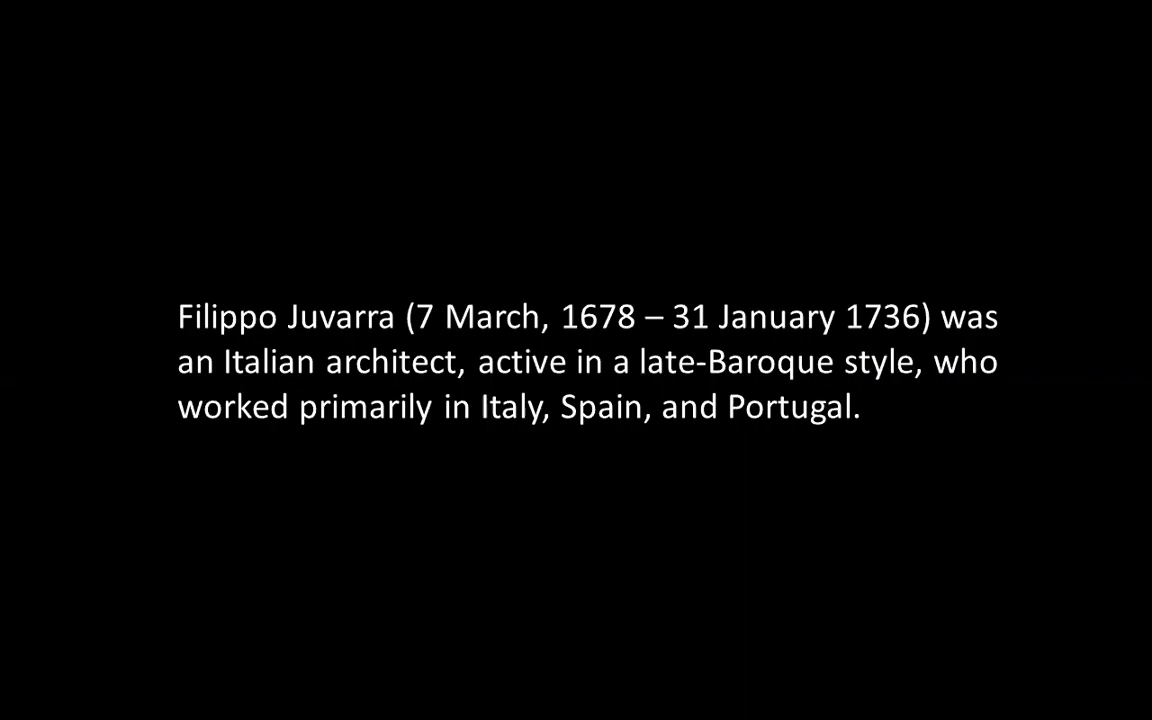 Filippo Juvarra (7 March, 1678 – 31 January 1736) was
an Italian architect, active in a late-Baroque style, who
worked primarily in Italy, Spain, and Portugal.